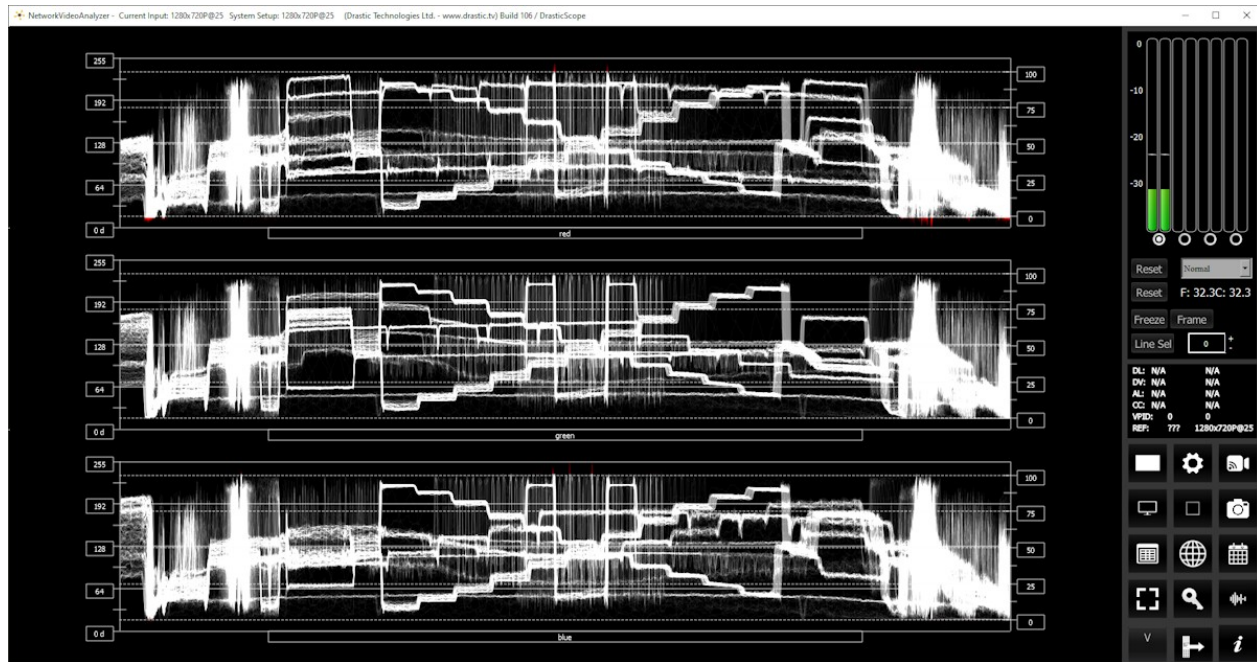 NetworkVideoAnalyzer - Current Input: 1280x720P@25 System Setup: 1280x720P@25 (Drastic Technologies Ltd. - www.drastic.tv) Build 106 / DrasticScope
255
192
128
64
0 d
100
75
50
25
0
red
255
192
128
64
0 d
100
75
50
25
0
green
255
192
128
64
0 d
100
75
50
25
0
blue
0
-10
-20
-30
Reset Normal
Reset F: 32.3C: 32.3
Freeze Frame
Line Sel 0 + -
DL: N/A N/A
DV: N/A N/A
AL: N/A N/A
CC: N/A N/A
VPID: 0 0
REF: ??? 1280x720P@25
V
i